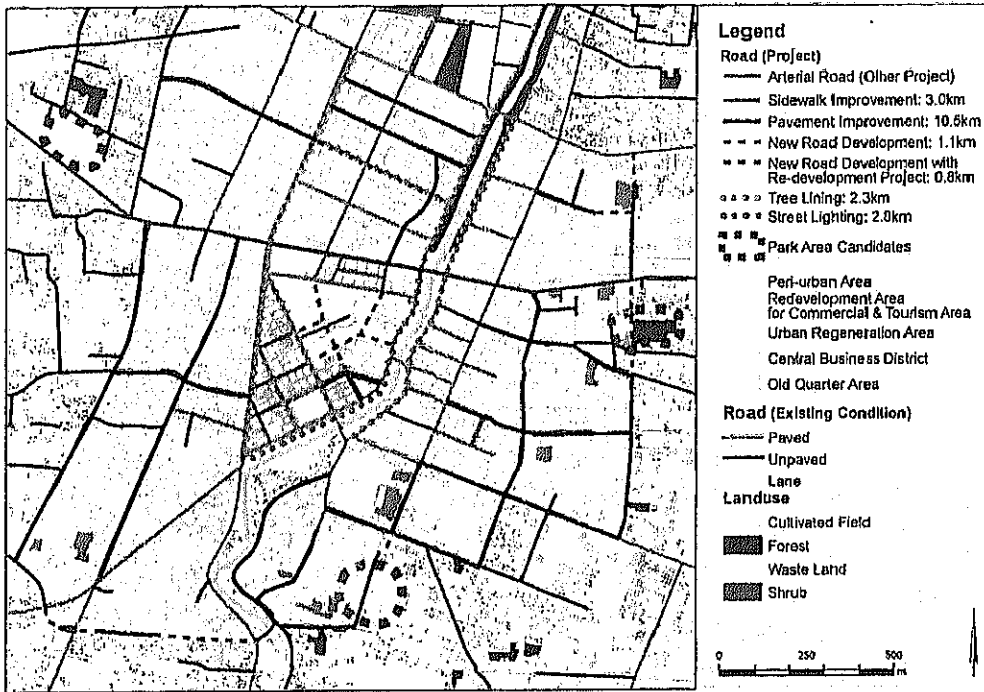 Legend
Road (Project)
Arterial Road (Other Project)
Sidewalk Improvement: 3.0km
Pavement Improvement: 10.5km
New Road Development: 1.1km
New Road Development with
Re-development Project: 0.8km
Tree Lining: 2.3km
Street Lighting: 2.8km
Park Area Candidates
Peri-urban Area
Redevelopment Area
for Commercial & Tourism Area
Urban Regeneration Area
Central Business District
Old Quarter Area
Road (Existing Condition)
Paved
Unpaved
Lane
Landuse
Cultivated Field
Forest
Waste Land
Shrub
0 250 500
m